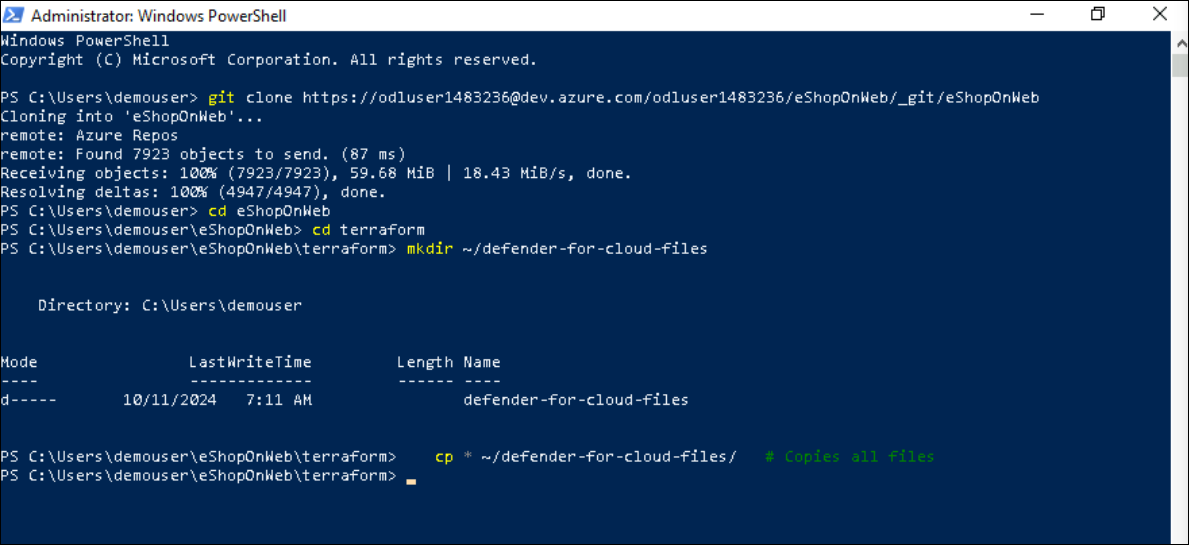 Administrator: Windows PowerShell
Windows PowerShell
Copyright (C) Microsoft Corporation. All rights reserved.
PS C:\Users\demouser> git clone https://odluser1483236@dev.azure.com/odluser1483236/eShopOnWeb/_git/eShopOnWeb
Cloning into 'eShopOnWeb'...
remote: Azure Repos
remote: Found 7923 objects to send. (87 ms)
Receiving objects: 100% (7923/7923), 59.68 MiB | 18.43 MiB/s, done.
Resolving deltas: 100% (4947/4947), done.
PS C:\Users\demouser> cd eShopOnWeb
PS C:\Users\demouser\eShopOnWeb> cd terraform
PS C:\Users\demouser\eShopOnWeb\terraform> mkdir ~/defender-for-cloud-files
    Directory: C:\Users\demouser
Mode                LastWriteTime         Length Name
----                -------------         ------ ----
d-----       10/11/2024   7:11 AM                defender-for-cloud-files
PS C:\Users\demouser\eShopOnWeb\terraform>    cp * ~/defender-for-cloud-files/   # Copies all files
PS C:\Users\demouser\eShopOnWeb\terraform>